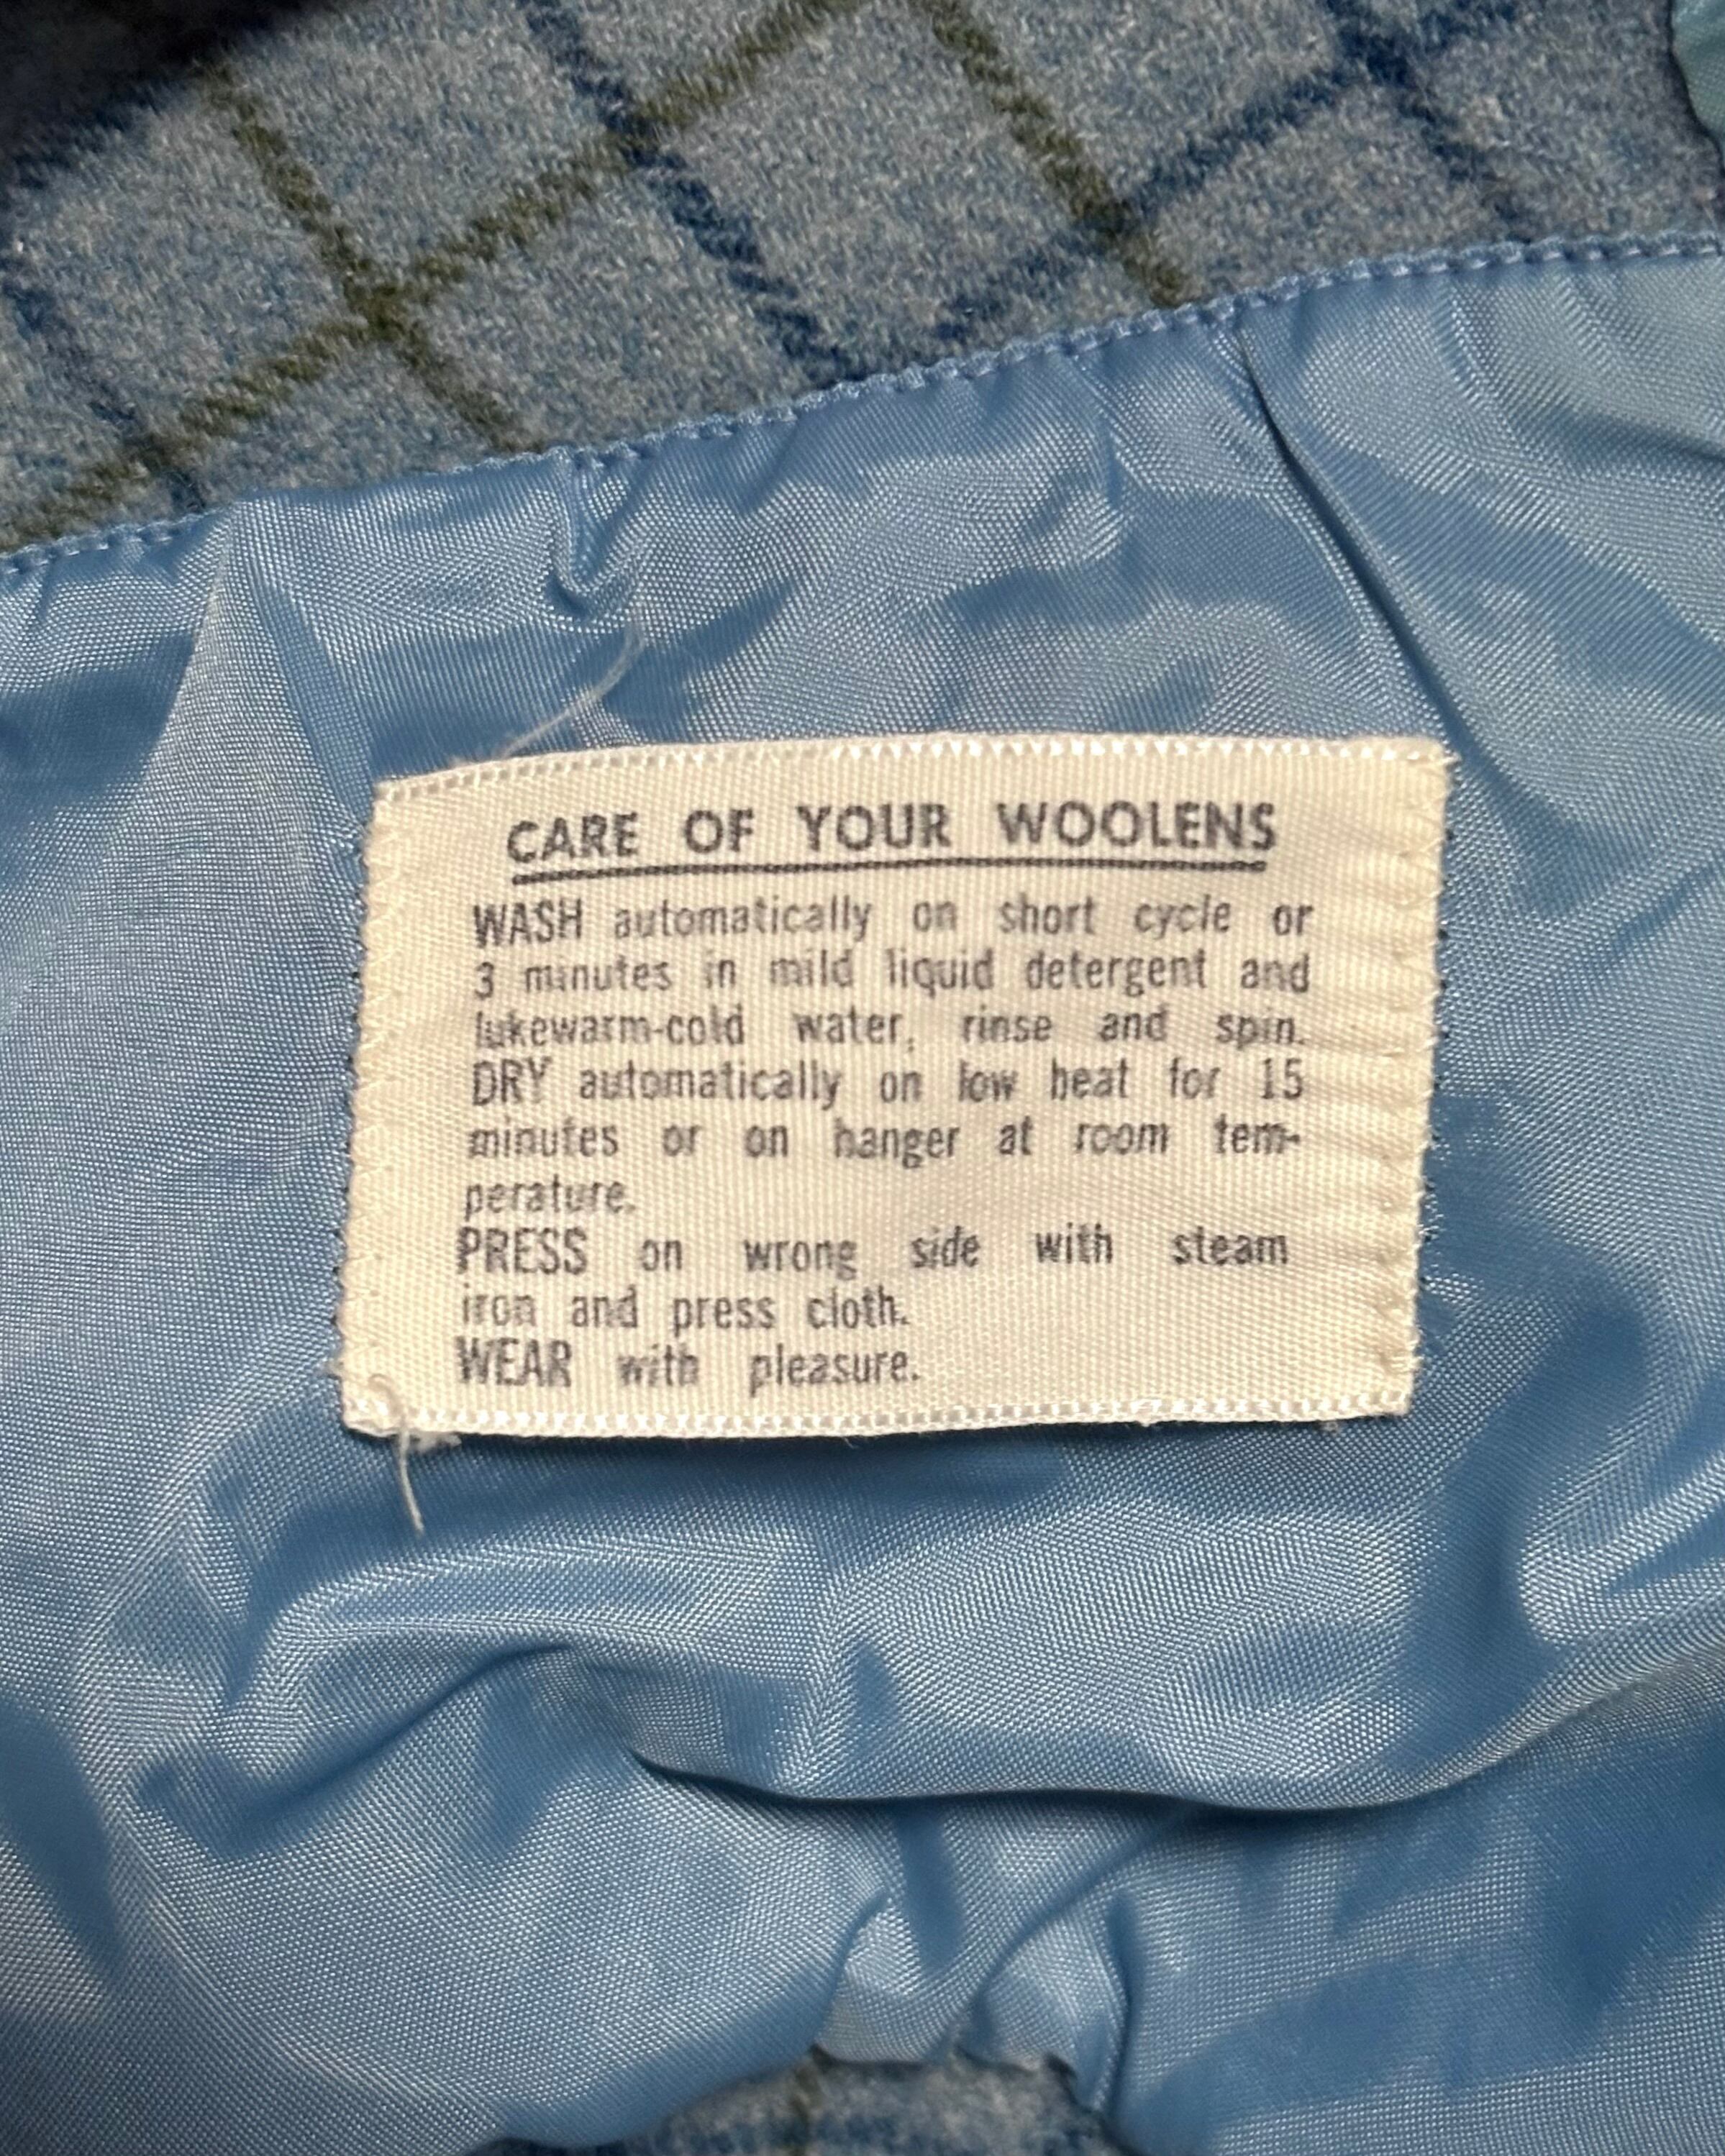 CARE OF YOUR WOOLENS
WASH automatically on short cycle or
3 minutes in mild liquid detergent and
lukewarm-cold water, rinse and spin.
DRY automatically on low heat for 15
minutes or on hanger at room tem-
perature.
PRESS on wrong side with steam
iron and press cloth.
WEAR with pleasure.